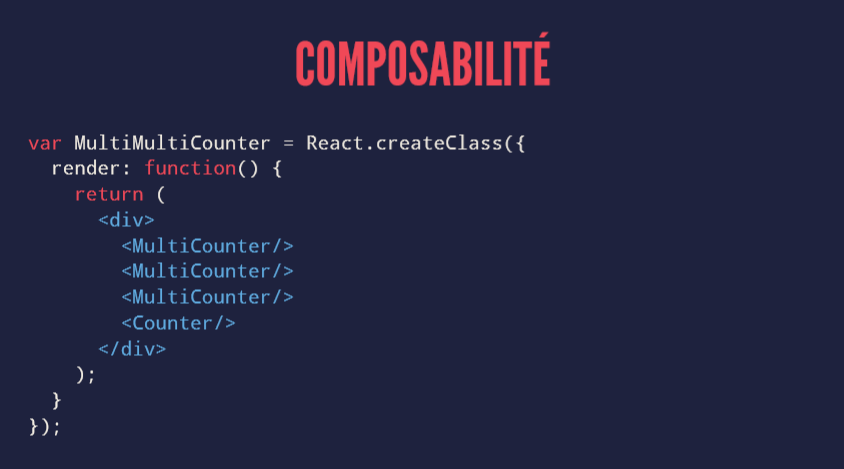 COMPOSABILITÉ
var MultiMultiCounter = React.createClass({
  render: function() {
    return (
      <div>
        <MultiCounter/>
        <MultiCounter/>
        <MultiCounter/>
        <Counter/>
      </div>
    );
  }
});